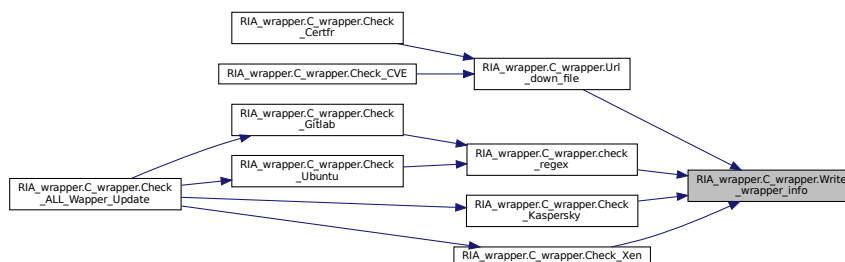 RIA_wrapper.C_wrapper.Check
_Certfr
RIA_wrapper.C_wrapper.Url
_down_file
RIA_wrapper.C_wrapper.Check_CVE
RIA_wrapper.C_wrapper.Check
_Gitlab
RIA_wrapper.C_wrapper.check
_regex
RIA_wrapper.C_wrapper.Check
_Ubuntu
RIA_wrapper.C_wrapper.Write
_wrapper_info
RIA_wrapper.C_wrapper.Check
_ALL_Wapper_Update
RIA_wrapper.C_wrapper.Check
_Kaspersky
RIA_wrapper.C_wrapper.Check_Xen